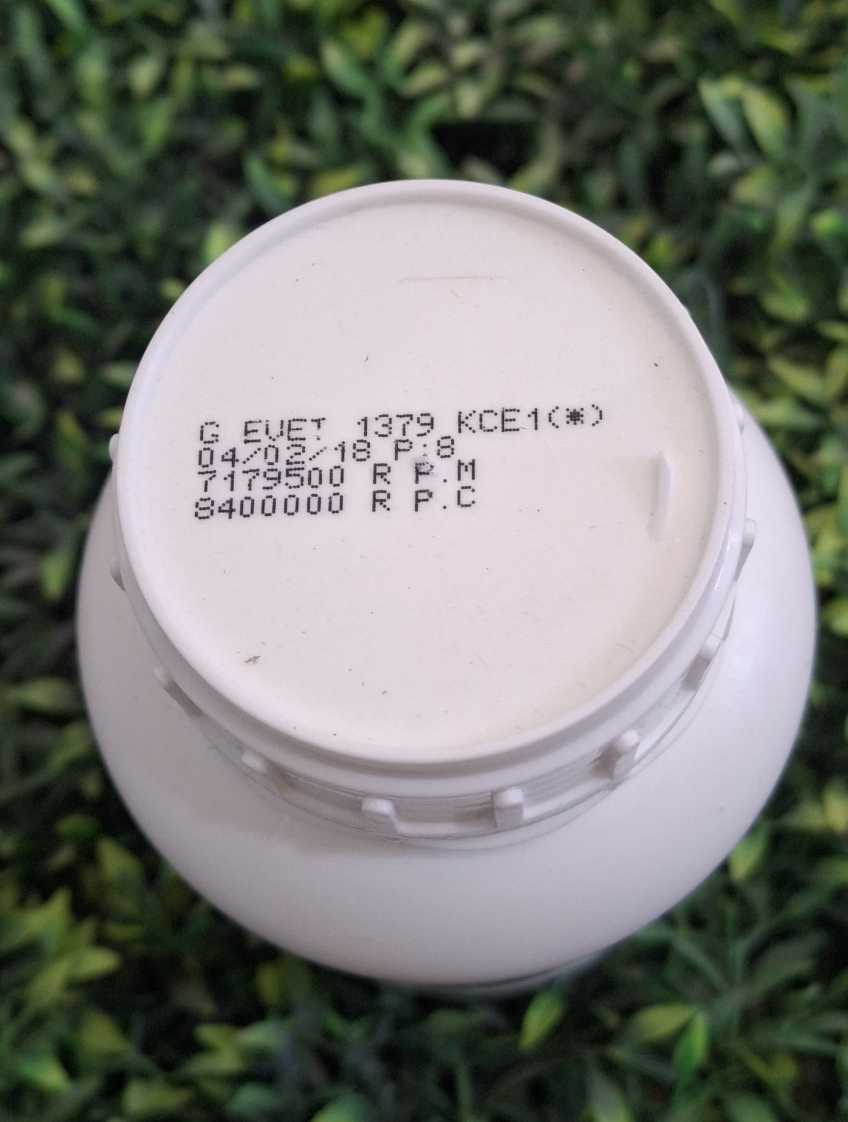 G EVET 1379 KCE1(*)
04/02/18 P:8
7179500 R P.M
8400000 R P.C